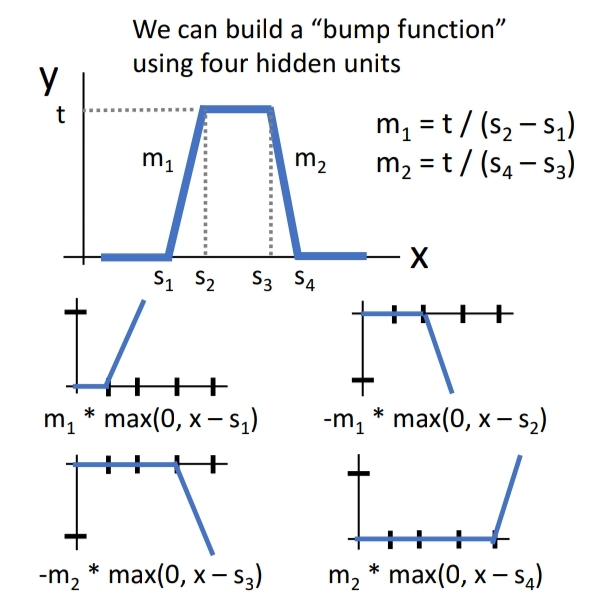 We can build a “bump function”
using four hidden units
y
t
m₁
m₂
m₁ = t / (s₂ – s₁)
m₂ = t / (s₄ – s₃)
x
s₁ s₂ s₃ s₄
m₁ * max(0, x – s₁)
-m₁ * max(0, x – s₂)
-m₂ * max(0, x – s₃)
m₂ * max(0, x – s₄)